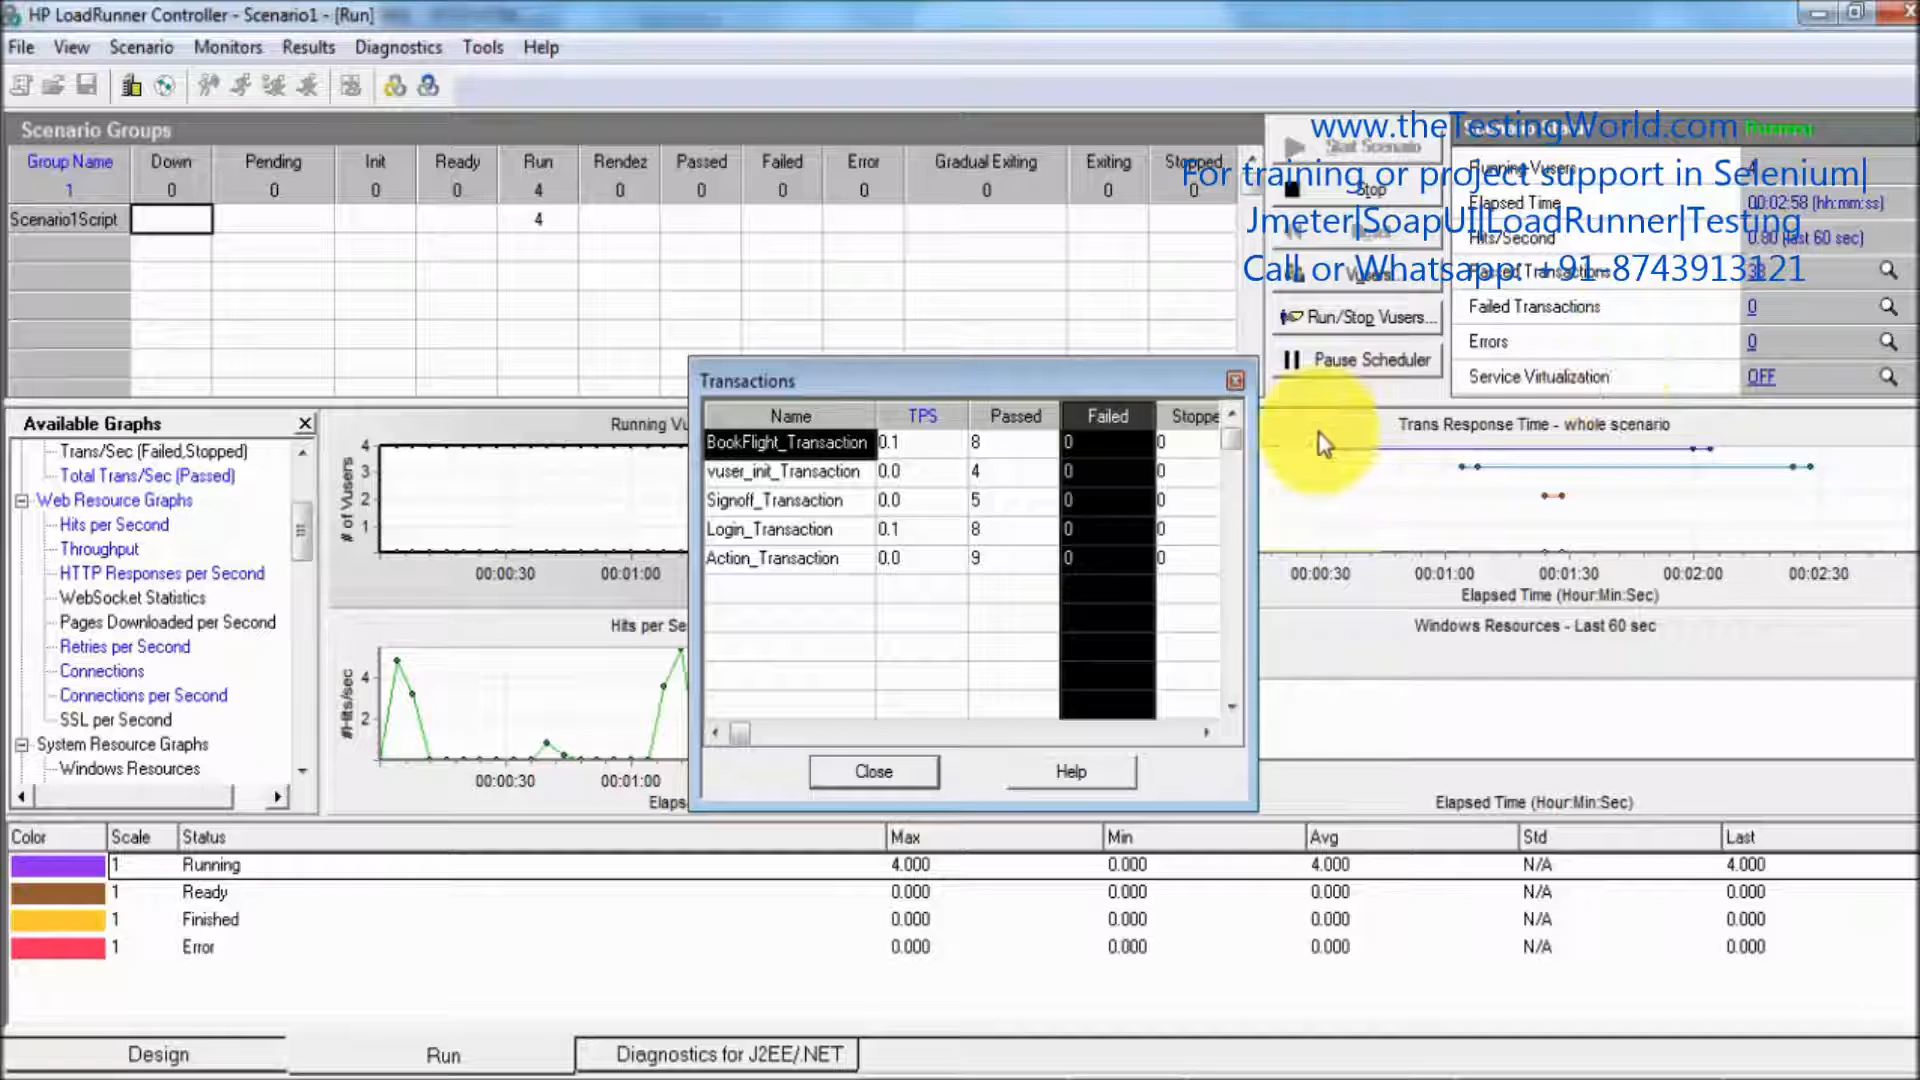 HP LoadRunner Controller - Scenario1 - [Run]
File View Scenario Monitors Results Diagnostics Tools Help
Scenario Groups
Group Name Down Pending Init Ready Run Rendez Passed Failed Error Gradual Exiting Exiting Stopped
1 0 0 0 0 4 0 0 0 0 0 0 0
Scenario1Script 4
www.theTestingWorld.com
For training or project support in Selenium|
Jmeter|SoapUI|LoadRunner|Testing
Call or Whatsapp: +91-8743913121
Start Scenario
Stop
Vusers
Run/Stop Vusers...
Pause Scheduler
Running Vusers
Elapsed Time 00:02:58 (hh:mm:ss)
Hits/Second 0.80 (last 60 sec)
Passed Transactions
Failed Transactions 0
Errors 0
Service Virtualization OFF
Available Graphs
Trans/Sec (Failed,Stopped)
Total Trans/Sec (Passed)
Web Resource Graphs
Hits per Second
Throughput
HTTP Responses per Second
WebSocket Statistics
Pages Downloaded per Second
Retries per Second
Connections
Connections per Second
SSL per Second
System Resource Graphs
Windows Resources
Running Vu
# of Vusers
4
3
2
1
00:00:30 00:01:00
Hits per Se
#Hits/sec
4
2
00:00:30 00:01:00
Elaps
Transactions
Name TPS Passed Failed Stoppe
BookFlight_Transaction 0.1 8 0 0
vuser_init_Transaction 0.0 4 0 0
Signoff_Transaction 0.0 5 0 0
Login_Transaction 0.1 8 0 0
Action_Transaction 0.0 9 0 0
Close Help
Trans Response Time - whole scenario
00:00:30 00:01:00 00:01:30 00:02:00 00:02:30
Elapsed Time (Hour:Min:Sec)
Windows Resources - Last 60 sec
Elapsed Time (Hour:Min:Sec)
Color Scale Status Max Min Avg Std Last
1 Running 4.000 0.000 4.000 N/A 4.000
1 Ready 0.000 0.000 0.000 N/A 0.000
1 Finished 0.000 0.000 0.000 N/A 0.000
1 Error 0.000 0.000 0.000 N/A 0.000
Design Run Diagnostics for J2EE/.NET